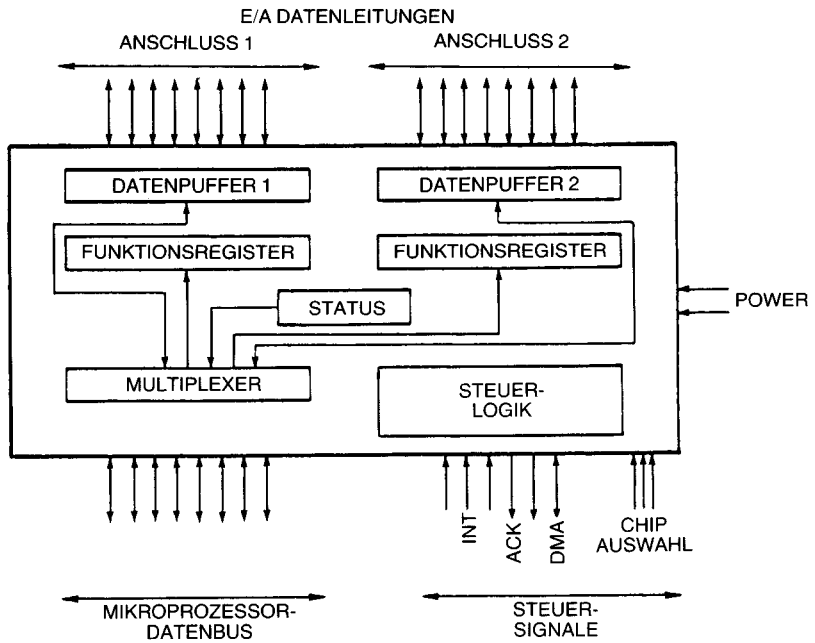 E/A DATENLEITUNGEN
ANSCHLUSS 1
ANSCHLUSS 2
DATENPUFFER 1
DATENPUFFER 2
FUNKTIONSREGISTER
FUNKTIONSREGISTER
STATUS
POWER
MULTIPLEXER
STEUER-
LOGIK
INT
ACK
DMA
CHIP
AUSWAHL
MIKROPROZESSOR-
DATENBUS
STEUER-
SIGNALE